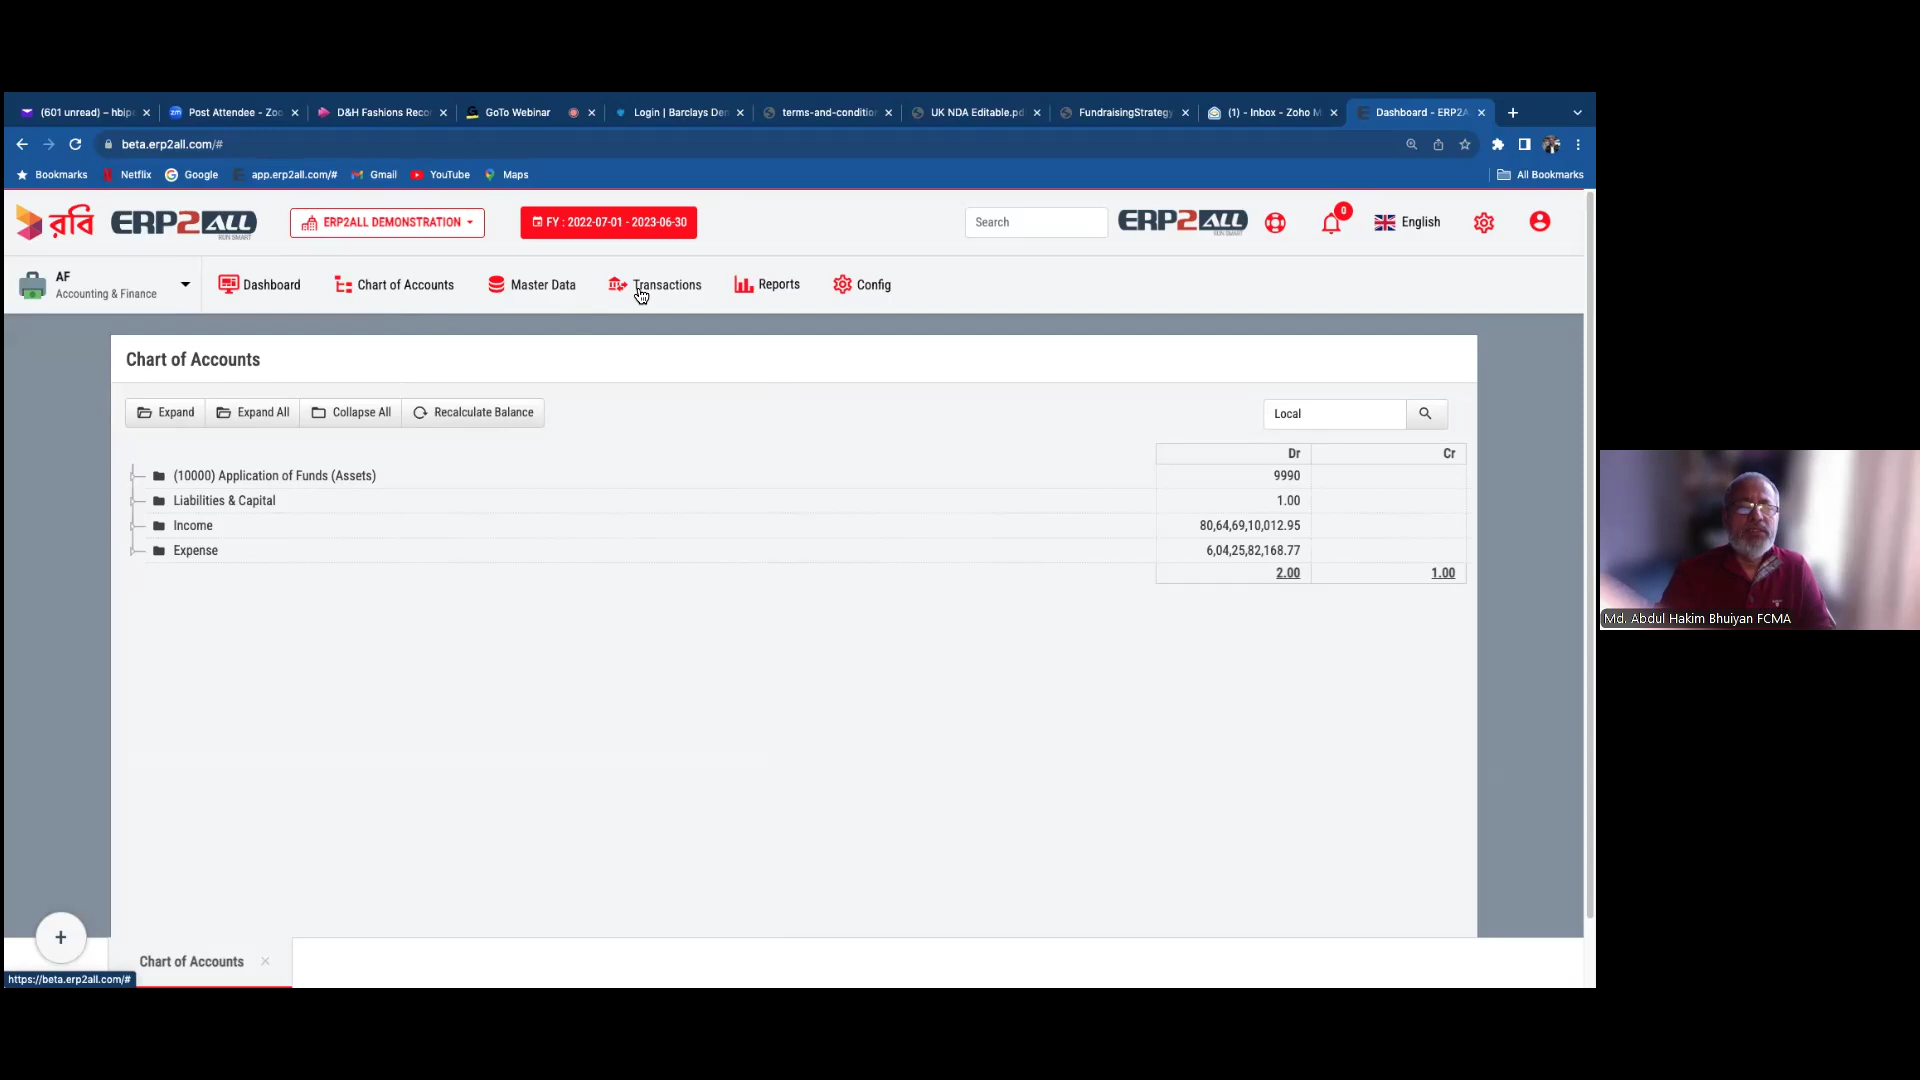 (601 unread) – hbip
Post Attendee - Zoo
D&H Fashions Reco
GoTo Webinar
Login | Barclays De
terms-and-conditio
UK NDA Editable.pd
FundraisingStrategy
(1) - Inbox - Zoho M
Dashboard - ERP2A
beta.erp2all.com/#
Bookmarks
Netflix
Google
app.erp2all.com/#
Gmail
YouTube
Maps
All Bookmarks
রবি
ERP2ALL
RUN SMART
ERP2ALL DEMONSTRATION
FY : 2022-07-01 - 2023-06-30
Search
ERP2ALL
RUN SMART
0
English
AF
Accounting & Finance
Dashboard
Chart of Accounts
Master Data
Transactions
Reports
Config
Chart of Accounts
Expand
Expand All
Collapse All
Recalculate Balance
Local
Dr
Cr
(10000) Application of Funds (Assets)
9990
Liabilities & Capital
1.00
Income
80,64,69,10,012.95
Expense
6,04,25,82,168.77
2.00
1.00
Md. Abdul Hakim Bhuiyan FCMA
Chart of Accounts
https://beta.erp2all.com/#